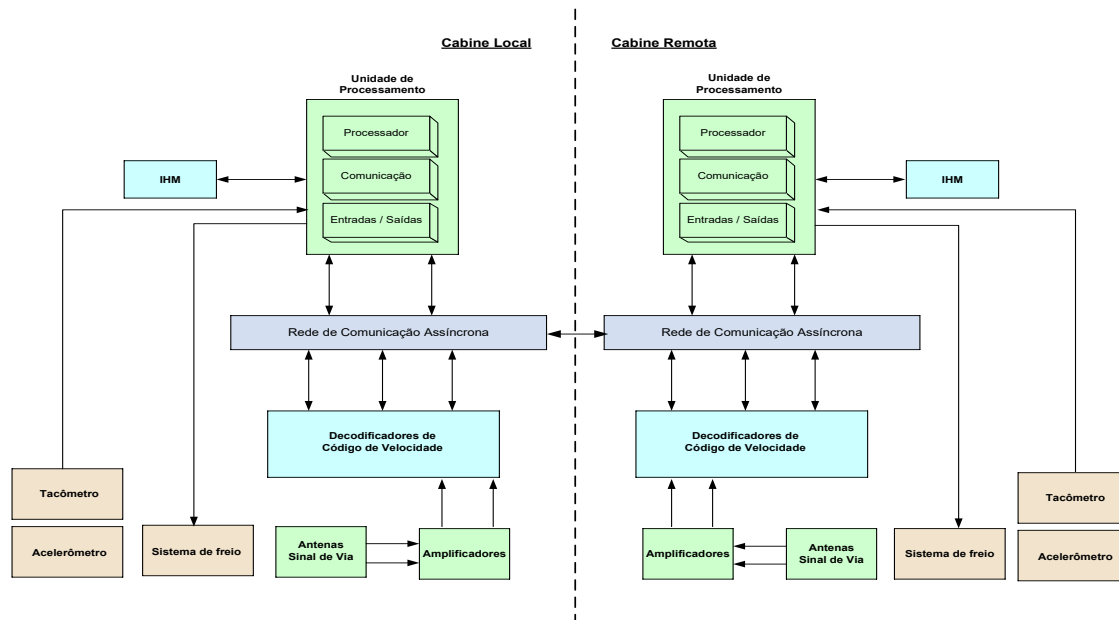 Cabine Local
Cabine Remota
Unidade de
Processamento
Processador
Comunicação
Entradas / Saídas
IHM
Rede de Comunicação Assíncrona
Decodificadores de
Código de Velocidade
Tacômetro
Acelerômetro
Sistema de freio
Antenas
Sinal de Via
Amplificadores
Unidade de
Processamento
Processador
Comunicação
Entradas / Saídas
IHM
Rede de Comunicação Assíncrona
Decodificadores de
Código de Velocidade
Amplificadores
Antenas
Sinal de Via
Sistema de freio
Tacômetro
Acelerômetro